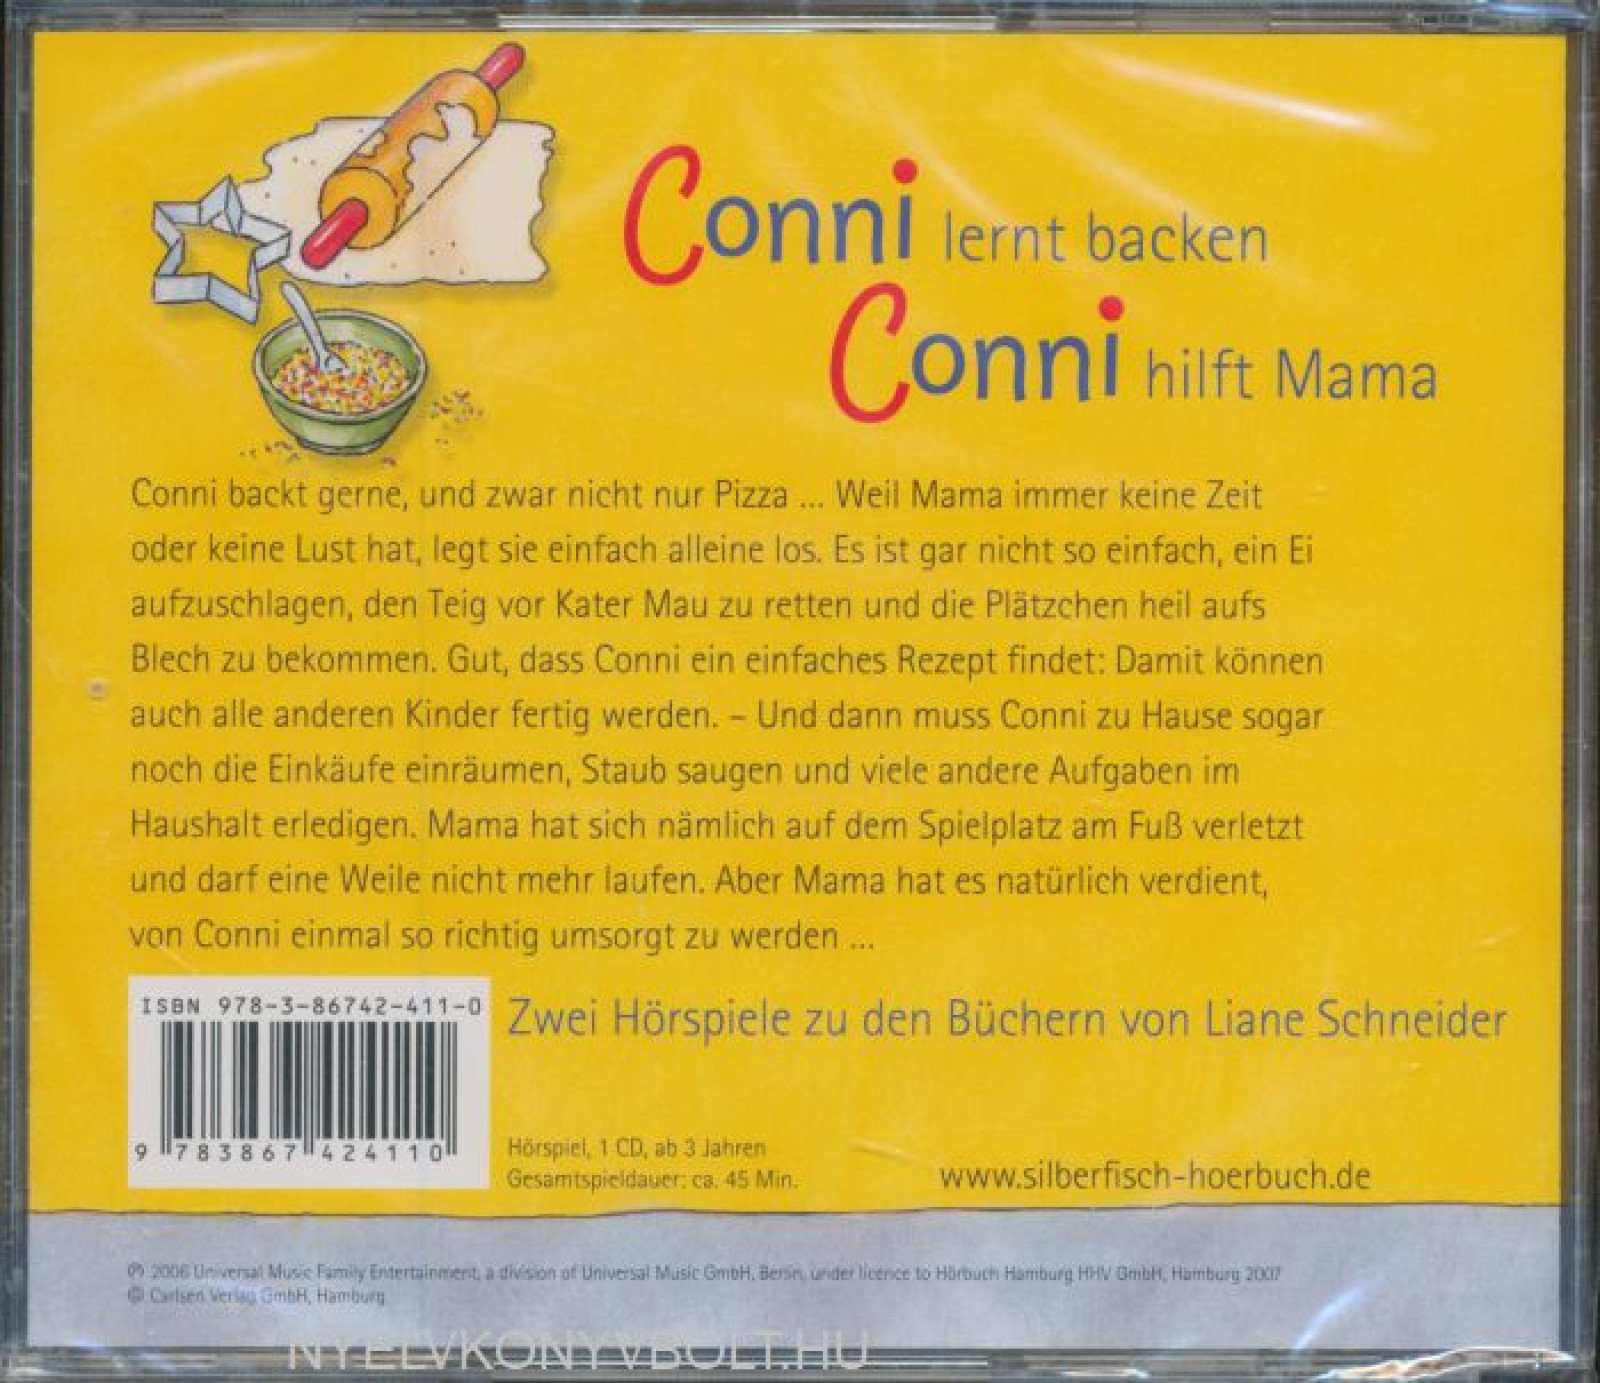 Conni lernt backen
Conni hilft Mama
Conni backt gerne, und zwar nicht nur Pizza ... Weil Mama immer keine Zeit
oder keine Lust hat, legt sie einfach alleine los. Es ist gar nicht so einfach, ein Ei
aufzuschlagen, den Teig vor Kater Mau zu retten und die Plätzchen heil aufs
Blech zu bekommen. Gut, dass Conni ein einfaches Rezept findet: Damit können
auch alle anderen Kinder fertig werden. – Und dann muss Conni zu Hause sogar
noch die Einkäufe einräumen, Staub saugen und viele andere Aufgaben im
Haushalt erledigen. Mama hat sich nämlich auf dem Spielplatz am Fuß verletzt
und darf eine Weile nicht mehr laufen. Aber Mama hat es natürlich verdient,
von Conni einmal so richtig umsorgt zu werden ...
ISBN 978-3-86742-411-0
9 783867 424110
Zwei Hörspiele zu den Büchern von Liane Schneider
Hörspiel, 1 CD, ab 3 Jahren
Gesamtspieldauer: ca. 45 Min.
www.silberfisch-hoerbuch.de
℗ 2006 Universal Music Family Entertainment, a division of Universal Music GmbH, Berlin, under licence to Hörbuch Hamburg HHV GmbH, Hamburg 2007
© Carlsen Verlag GmbH, Hamburg
NYELVKONYVBOLT.HU